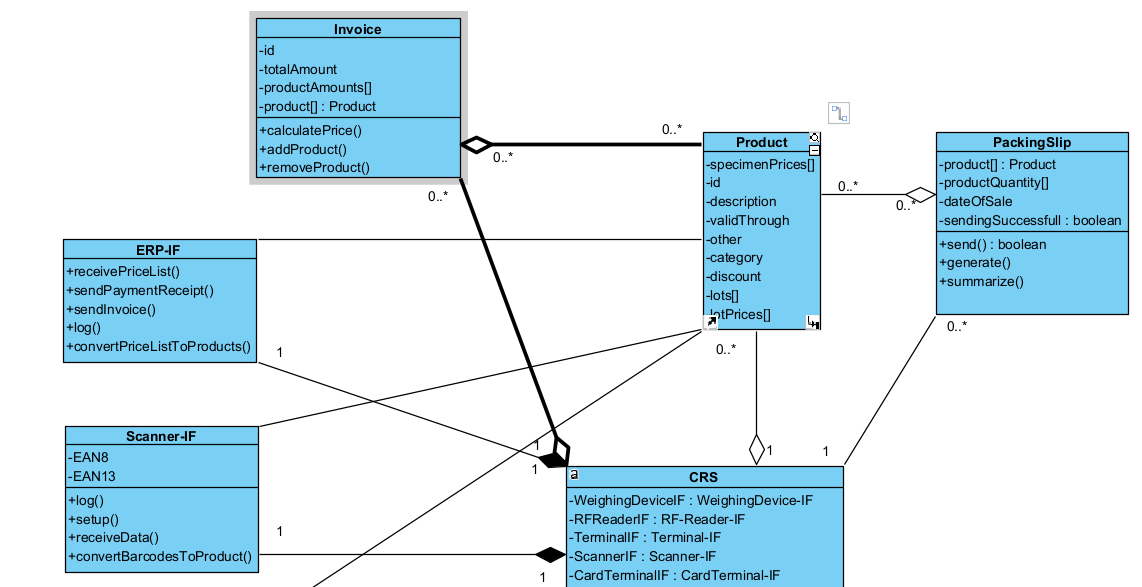 Invoice
-id
-totalAmount
-productAmounts[]
-product[] : Product
+calculatePrice()
+addProduct()
+removeProduct()
0..*
0..*
0..*
Product
-specimenPrices[]
-id
-description
-validThrough
-other
-category
-discount
-lots[]
-lotPrices[]
0..*
0..*
PackingSlip
-product[] : Product
-productQuantity[]
-dateOfSale
-sendingSuccessfull : boolean
+send() : boolean
+generate()
+summarize()
0..*
ERP-IF
+receivePriceList()
+sendPaymentReceipt()
+sendInvoice()
+log()
+convertPriceListToProducts()
1
0..*
Scanner-IF
-EAN8
-EAN13
+log()
+setup()
+receiveData()
+convertBarcodesToProduct()
1
1
1
1
1
1
a
CRS
-WeighingDeviceIF : WeighingDevice-IF
-RFReaderIF : RF-Reader-IF
-TerminalIF : Terminal-IF
-ScannerIF : Scanner-IF
-CardTerminalIF : CardTerminal-IF